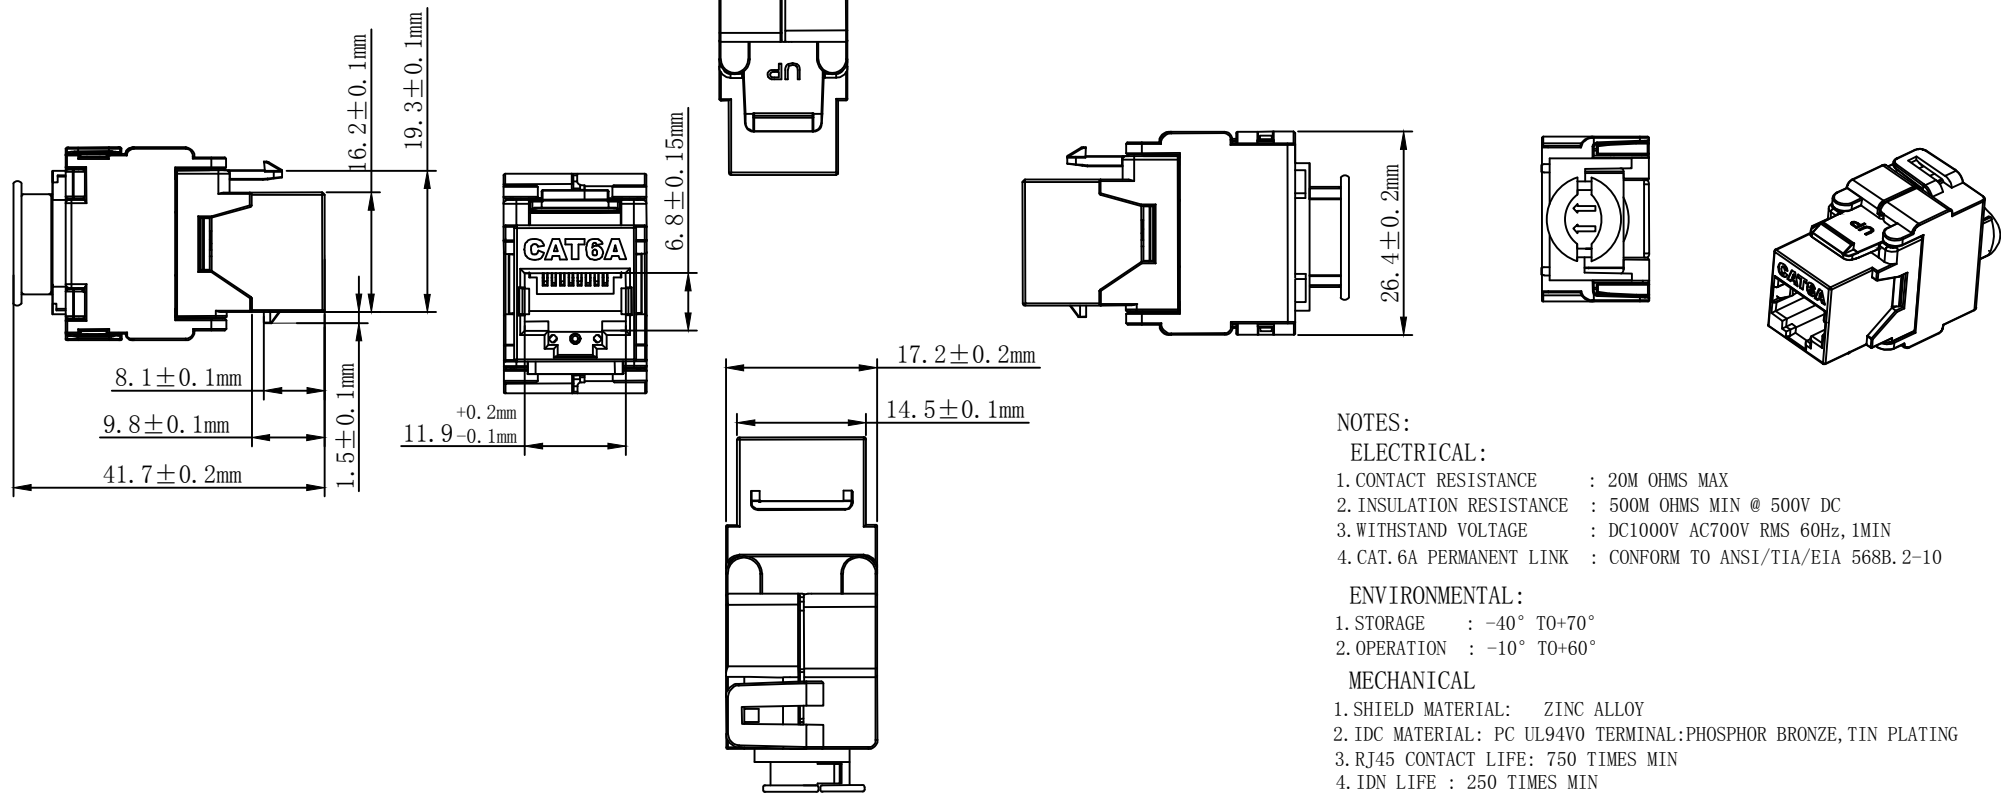 16.2±0.1mm
19.3±0.1mm
8.1±0.1mm
9.8±0.1mm
41.7±0.2mm
1.5±0.1mm
CAT6A
6.8±0.15mm
+0.2mm
11.9-0.1mm
UP
17.2±0.2mm
14.5±0.1mm
26.4±0.2mm
UP
CAT6A
NOTES:
ELECTRICAL:
1.CONTACT RESISTANCE : 20M OHMS MAX
2.INSULATION RESISTANCE : 500M OHMS MIN @ 500V DC
3.WITHSTAND VOLTAGE : DC1000V AC700V RMS 60Hz,1MIN
4.CAT.6A PERMANENT LINK : CONFORM TO ANSI/TIA/EIA 568B.2-10
ENVIRONMENTAL:
1.STORAGE : -40° TO+70°
2.OPERATION : -10° TO+60°
MECHANICAL
1.SHIELD MATERIAL: ZINC ALLOY
2.IDC MATERIAL: PC UL94V0 TERMINAL:PHOSPHOR BRONZE,TIN PLATING
3.RJ45 CONTACT LIFE: 750 TIMES MIN
4.IDN LIFE : 250 TIMES MIN